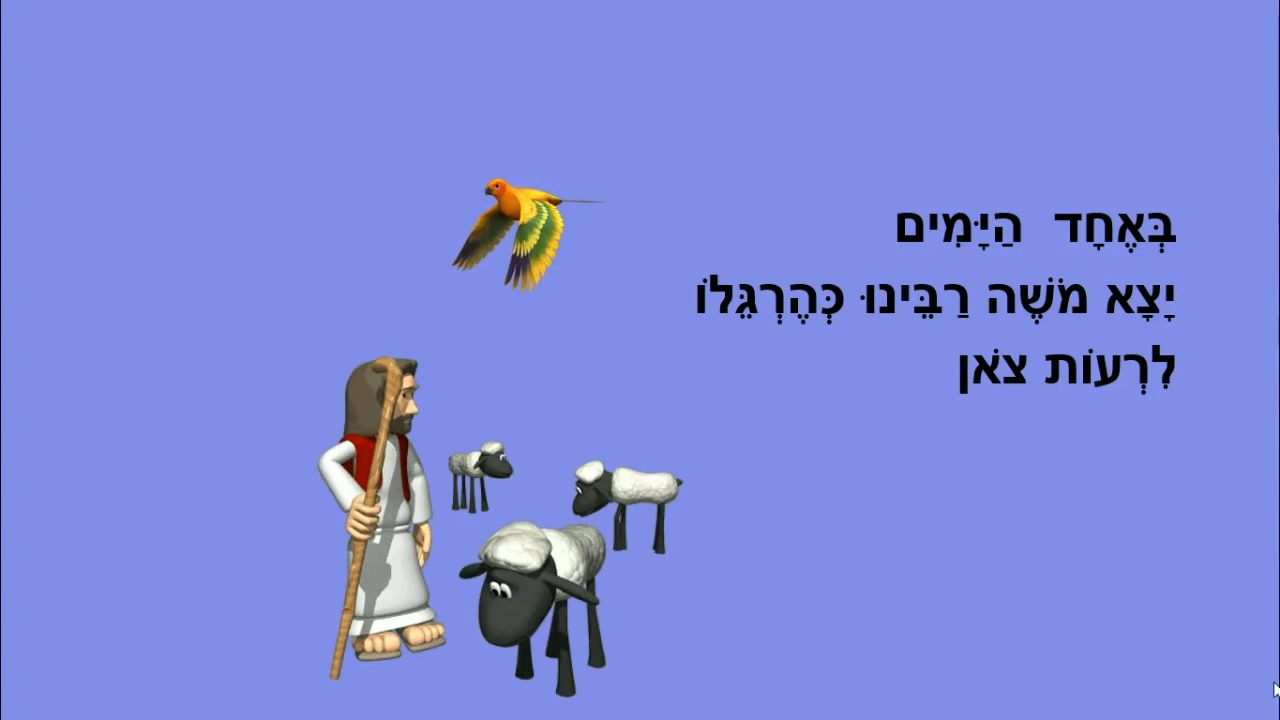 בְּאֶחָד הַיָּמִים
יָצָא מֹשֶׁה רַבֵּינוּ כְּהֶרְגֵּלוֹ
לִרְעוֹת צֹאן